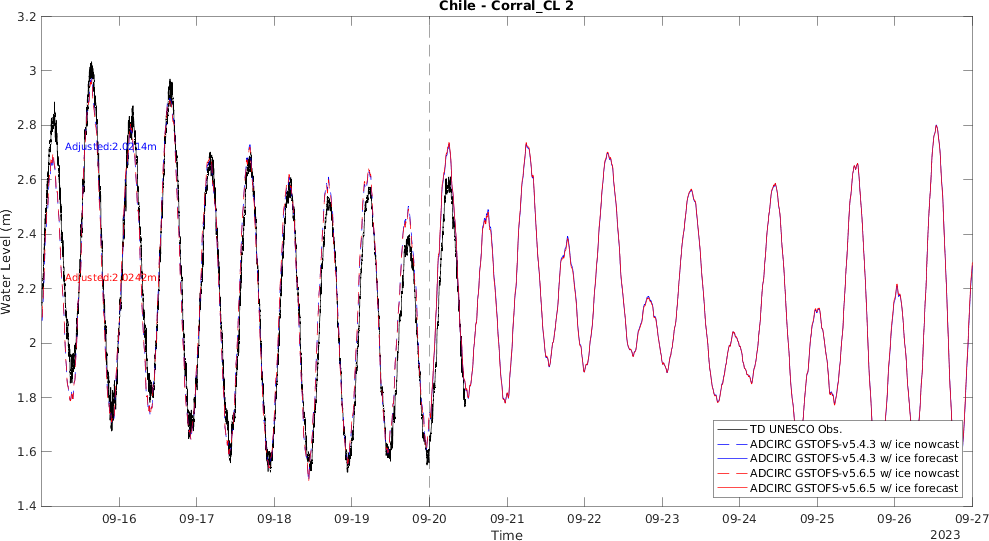 Chile - Corral_CL 2
3.2
3
2.8
2.6
2.4
2.2
2
1.8
1.6
1.4
Water Level (m)
Adjusted:2.0214m
Adjusted:2.0242m
TD UNESCO Obs.
ADCIRC GSTOFS-v5.4.3 w/ ice nowcast
ADCIRC GSTOFS-v5.4.3 w/ ice forecast
ADCIRC GSTOFS-v5.6.5 w/ ice nowcast
ADCIRC GSTOFS-v5.6.5 w/ ice forecast
09-16 09-17 09-18 09-19 09-20 09-21 09-22 09-23 09-24 09-25 09-26 09-27
Time
2023